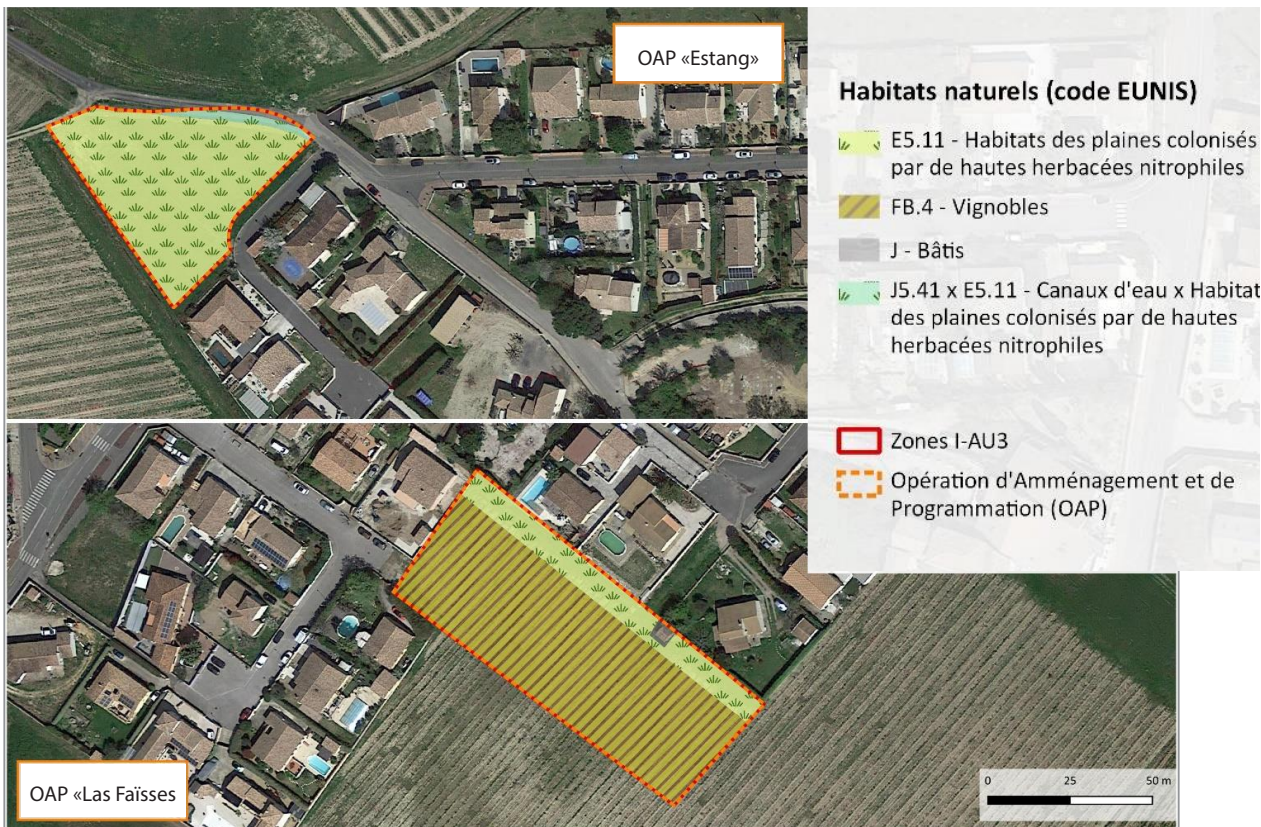 OAP «Estang»
Habitats naturels (code EUNIS)
E5.11 - Habitats des plaines colonisés
par de hautes herbacées nitrophiles
FB.4 - Vignobles
J - Bâtis
J5.41 x E5.11 - Canaux d'eau x Habitat
des plaines colonisés par de hautes
herbacées nitrophiles
Zones I-AU3
Opération d'Amménagement et de
Programmation (OAP)
OAP «Las Faïsses
0 25 50 m